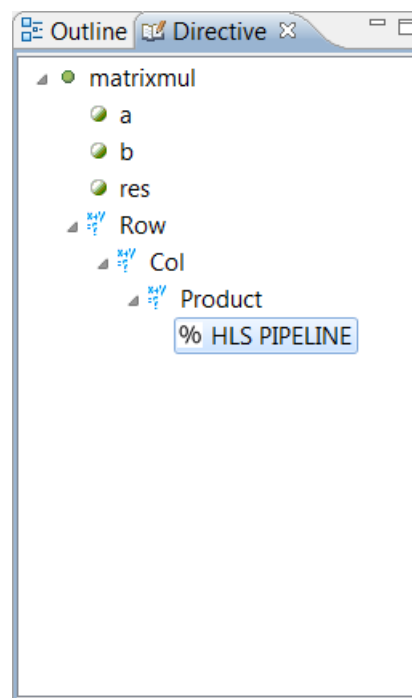 Outline Directive
matrixmul
a
b
res
Row
Col
Product
% HLS PIPELINE